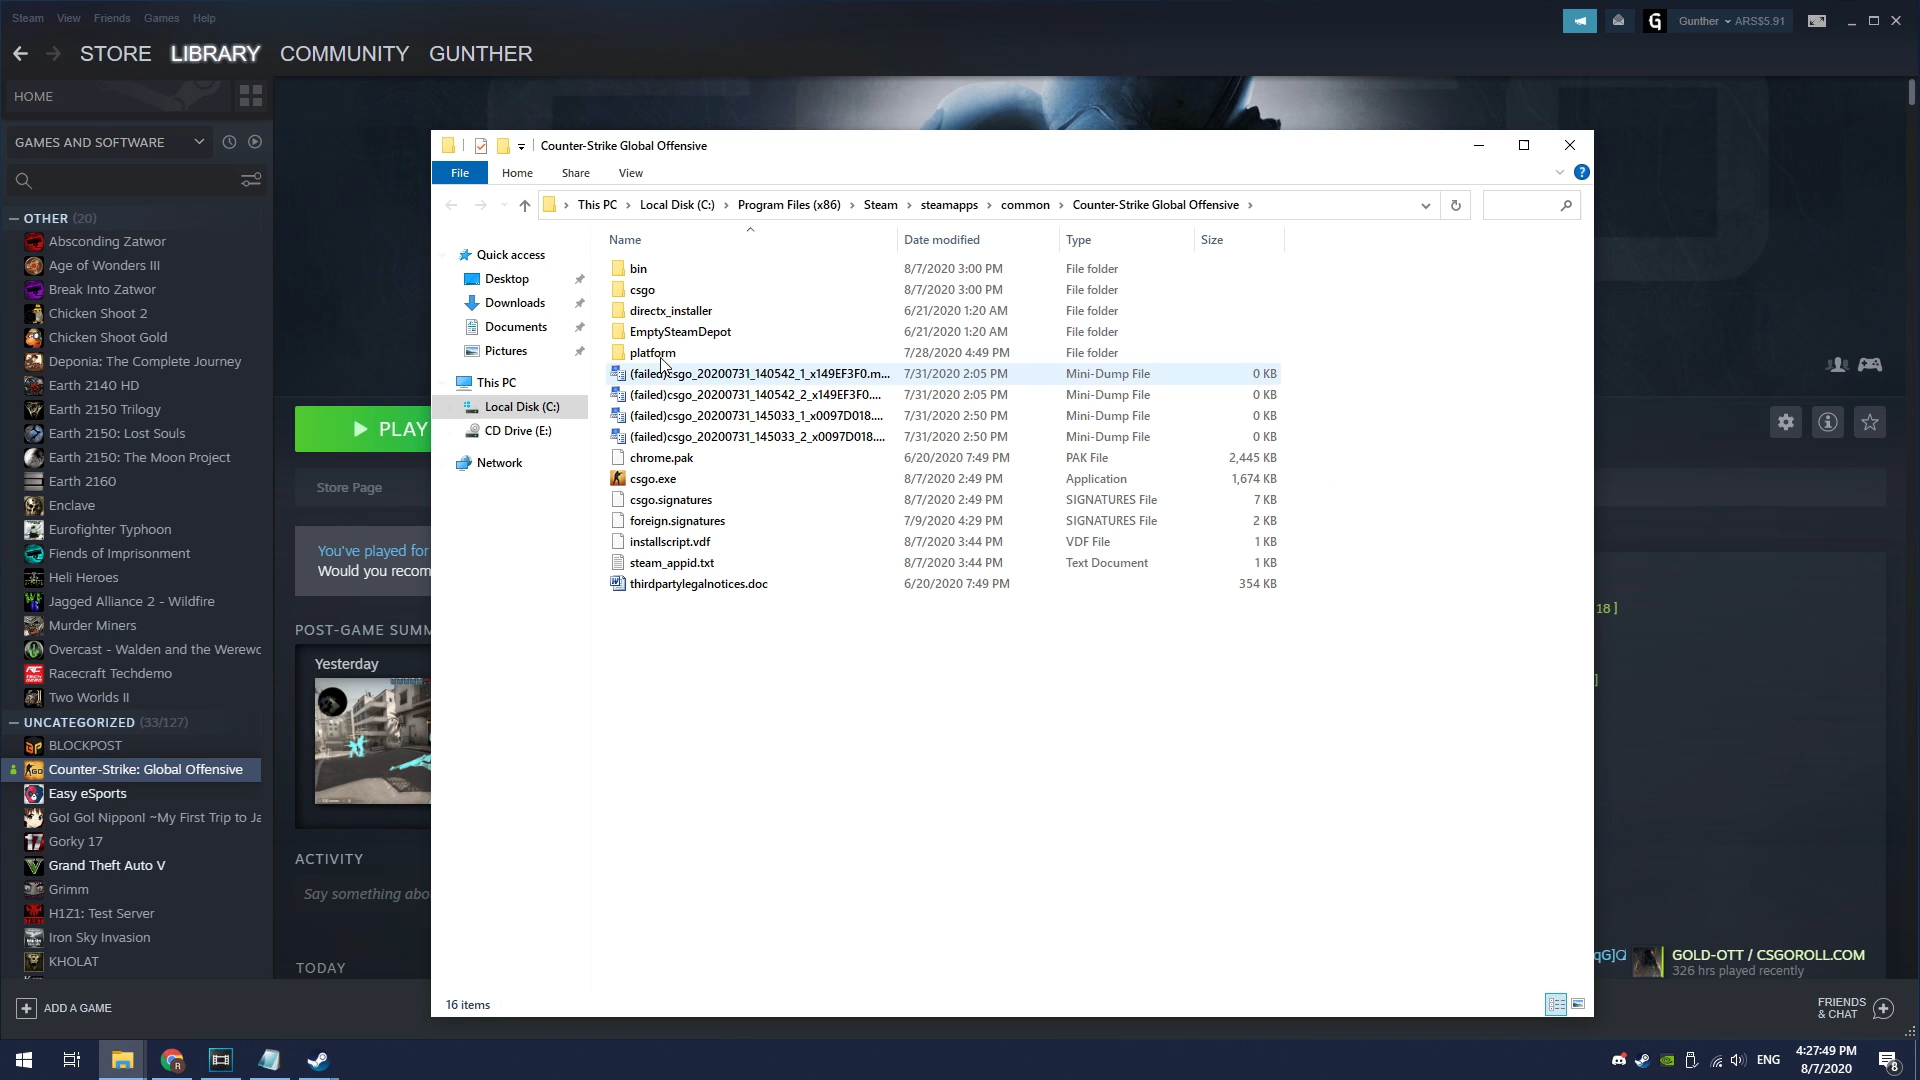 Steam View Friends Games Help
Gunther ARS$5.91
STORE LIBRARY COMMUNITY GUNTHER
HOME
GAMES AND SOFTWARE
OTHER (20)
Absconding Zatwor
Age of Wonders III
Break Into Zatwor
Chicken Shoot 2
Chicken Shoot Gold
Deponia: The Complete Journey
Earth 2140 HD
Earth 2150 Trilogy
Earth 2150: Lost Souls
Earth 2150: The Moon Project
Earth 2160
Enclave
Eurofighter Typhoon
Fiends of Imprisonment
Heli Heroes
Jagged Alliance 2 - Wildfire
Murder Miners
Overcast - Walden and the Werewo
Racecraft Techdemo
Two Worlds II
UNCATEGORIZED (33/127)
BLOCKPOST
Counter-Strike: Global Offensive
Easy eSports
Go! Go! Nippon! ~My First Trip to Ja
Gorky 17
Grand Theft Auto V
Grimm
H1Z1: Test Server
Iron Sky Invasion
KHOLAT
ADD A GAME
PLAY
Store Page
You've played for
Would you recom
POST-GAME SUMM
Yesterday
ACTIVITY
Say something abo
TODAY
Counter-Strike Global Offensive
File Home Share View
This PC Local Disk (C:) Program Files (x86) Steam steamapps common Counter-Strike Global Offensive
Quick access
Desktop
Downloads
Documents
Pictures
This PC
Local Disk (C:)
CD Drive (E:)
Network
Name Date modified Type Size
bin 8/7/2020 3:00 PM File folder
csgo 8/7/2020 3:00 PM File folder
directx_installer 6/21/2020 1:20 AM File folder
EmptySteamDepot 6/21/2020 1:20 AM File folder
platform 7/28/2020 4:49 PM File folder
(failed)csgo_20200731_140542_1_x149EF3F0.m... 7/31/2020 2:05 PM Mini-Dump File 0 KB
(failed)csgo_20200731_140542_2_x149EF3F0.... 7/31/2020 2:05 PM Mini-Dump File 0 KB
(failed)csgo_20200731_145033_1_x0097D018.... 7/31/2020 2:50 PM Mini-Dump File 0 KB
(failed)csgo_20200731_145033_2_x0097D018.... 7/31/2020 2:50 PM Mini-Dump File 0 KB
chrome.pak 6/20/2020 7:49 PM PAK File 2,445 KB
csgo.exe 8/7/2020 2:49 PM Application 1,674 KB
csgo.signatures 8/7/2020 2:49 PM SIGNATURES File 7 KB
foreign.signatures 7/9/2020 4:29 PM SIGNATURES File 2 KB
installscript.vdf 8/7/2020 3:44 PM VDF File 1 KB
steam_appid.txt 8/7/2020 3:44 PM Text Document 1 KB
thirdpartylegalnotices.doc 6/20/2020 7:49 PM 354 KB
16 items
18 ]
]
qG]Q GOLD-OTT / CSGOROLL.COM
326 hrs played recently
FRIENDS
& CHAT
ENG
4:27:49 PM
8/7/2020
8